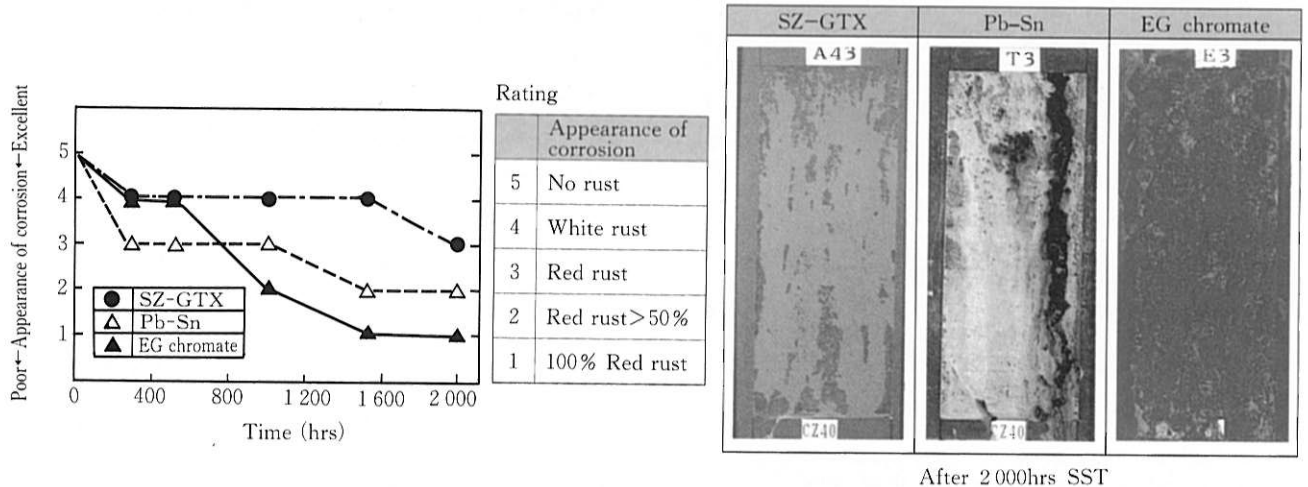 Poor←Appearance of corrosion←Excellent
5
4
3
2
1
SZ-GTX
Pb-Sn
EG chromate
0 400 800 1 200 1 600 2 000
Time (hrs)
Rating
Appearance of
corrosion
5 No rust
4 White rust
3 Red rust
2 Red rust>50%
1 100% Red rust
SZ-GTX Pb-Sn EG chromate
A43 T3 E3
CZ40 CZ40
After 2 000hrs SST